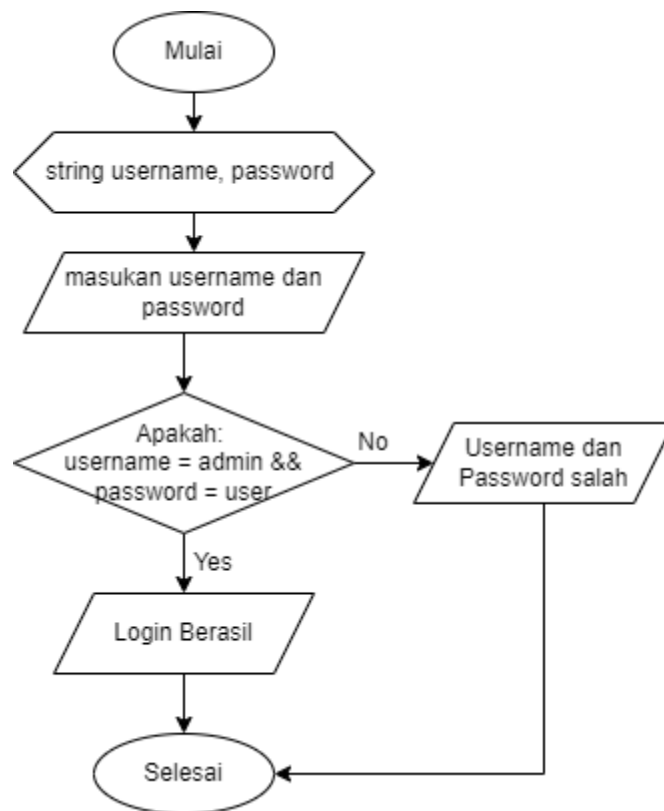 Mulai
string username, password
masukan username dan
password
Apakah:
username = admin &&
password = user
No
Username dan
Password salah
Yes
Login Berasil
Selesai